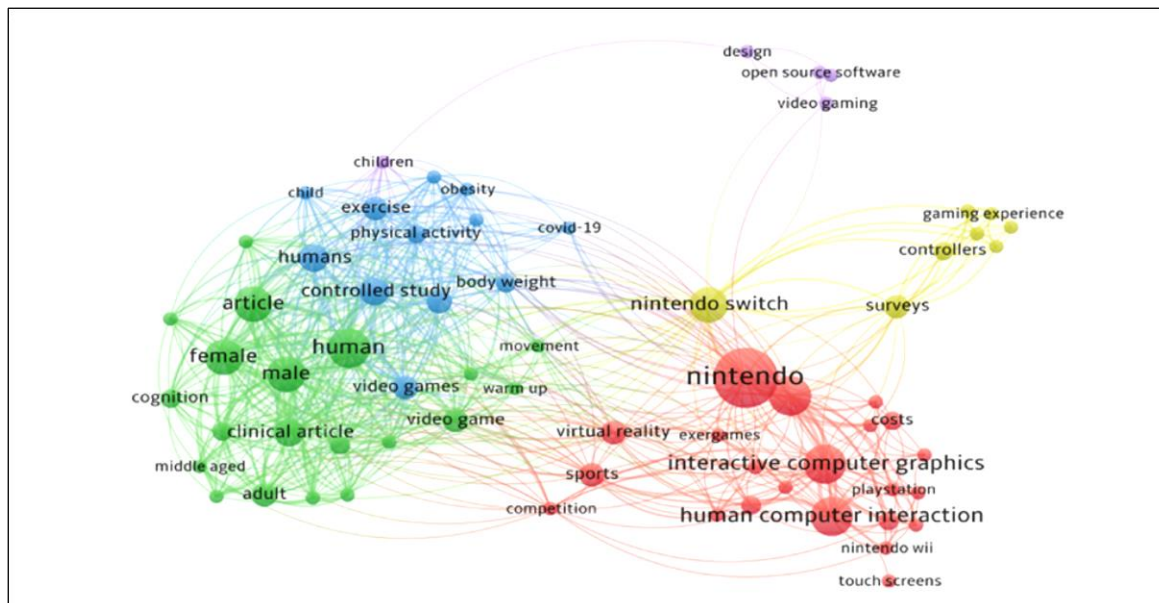 design
open source software
video gaming
children
child
obesity
exercise
gaming experience
physical activity
covid-19
controllers
humans
body weight
controlled study
article
nintendo switch
surveys
human
movement
female
male
nintendo
video games
warm up
cognition
video game
costs
clinical article
virtual reality
exergames
middle aged
interactive computer graphics
sports
adult
playstation
competition
human computer interaction
nintendo wii
touch screens